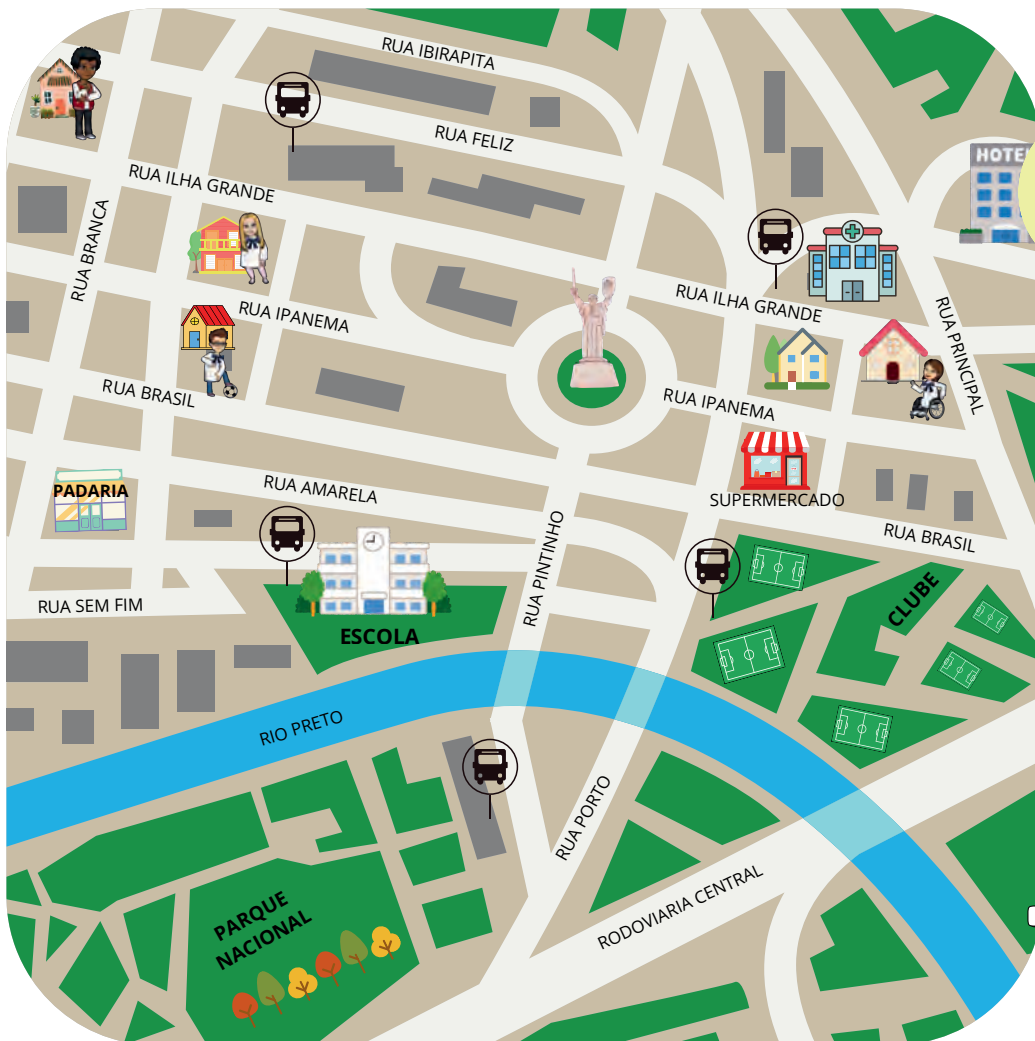 RUA IBIRAPITA
RUA FELIZ
HOTE
RUA ILHA GRANDE
RUA BRANCA
RUA ILHA GRANDE
RUA IPANEMA
RUA PRINCIPAL
RUA BRASIL
RUA IPANEMA
PADARIA
RUA AMARELA
SUPERMERCADO
RUA BRASIL
RUA PINTINHO
CLUBE
RUA SEM FIM
ESCOLA
RIO PRETO
RUA PORTO
RODOVIARIA CENTRAL
PARQUE
NACIONAL